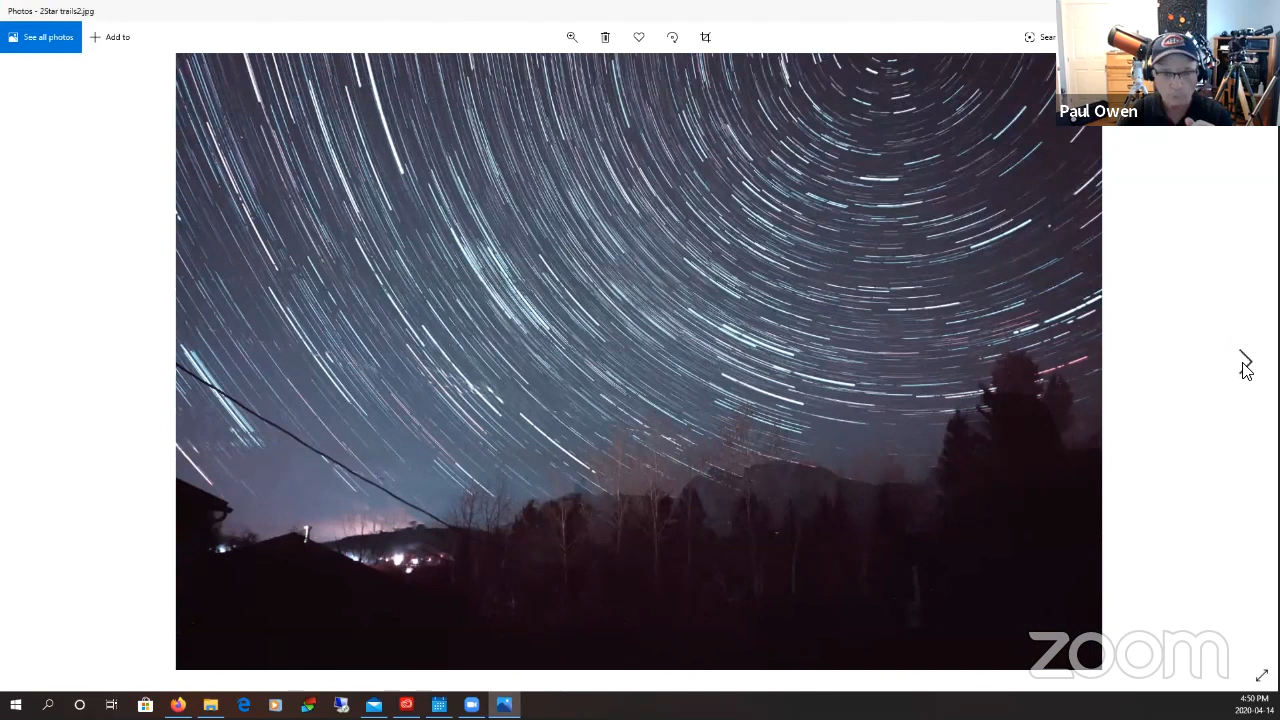 Photos - 2Star trails2.jpg
See all photos
Add to
Sear
Paul Owen
zoom
4:50 PM
2020-04-14